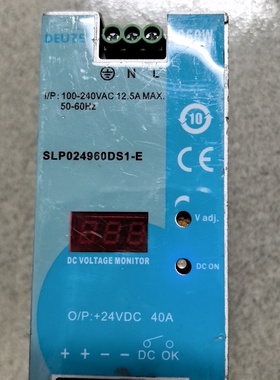 DEUZE
960W
N L
I/P: 100-240VAC 12.5A MAX.
50-60Hz
10
SLP024960DS1-E
CE
V adj.
888
DC VOLTAGE MONITOR
DC ON
O/P:+24VDC 40A
+ + – – DC OK